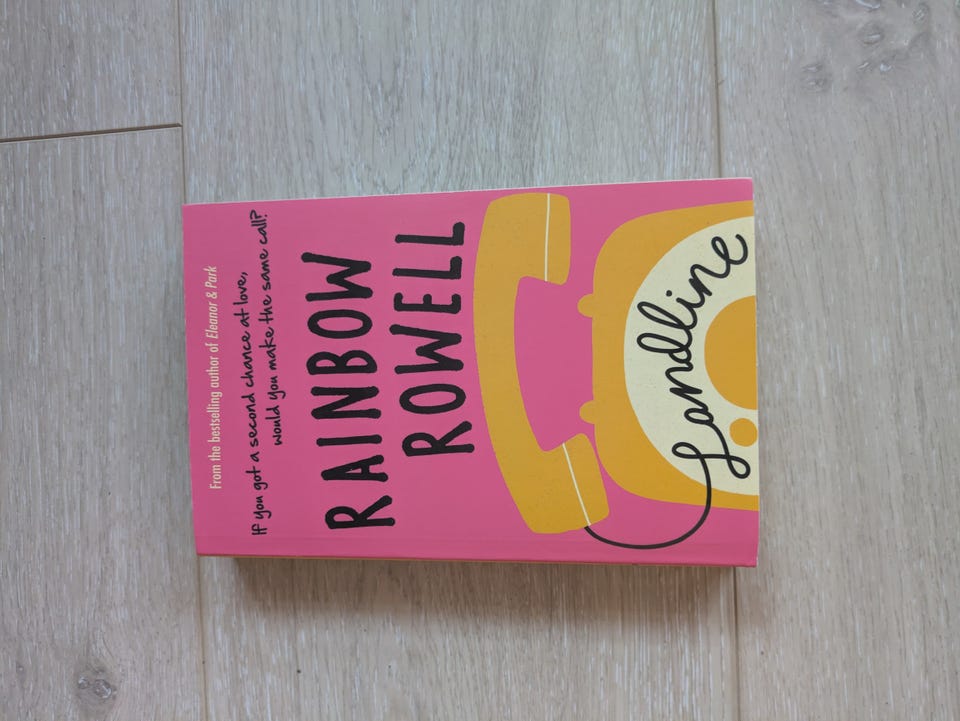 From the bestselling author of Eleanor & Park
If you got a second chance at love,
would you make the same call?
RAINBOW
ROWELL
Landline